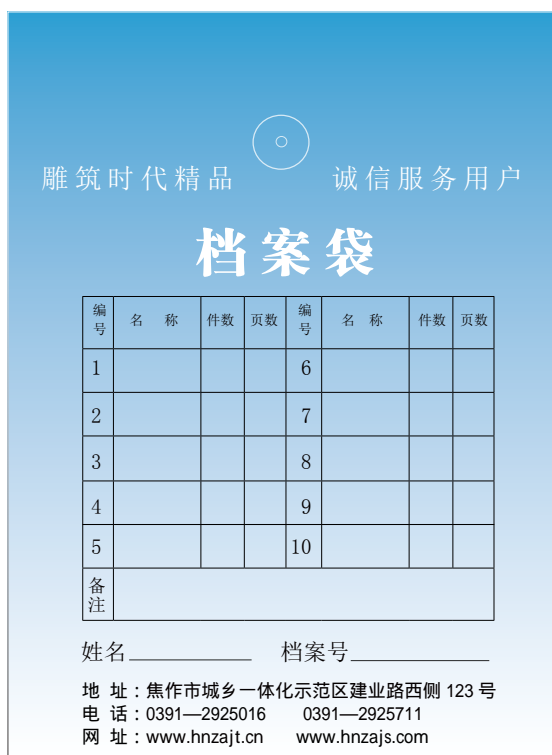 雕筑时代精品 诚信服务用户
档案袋
编号 名 称 件数 页数 编号 名 称 件数 页数
1 6
2 7
3 8
4 9
5 10
备注
姓名 档案号
地 址：焦作市城乡一体化示范区建业路西侧 123 号
电 话：0391—2925016 0391—2925711
网 址：www.hnzajt.cn www.hnzajs.com